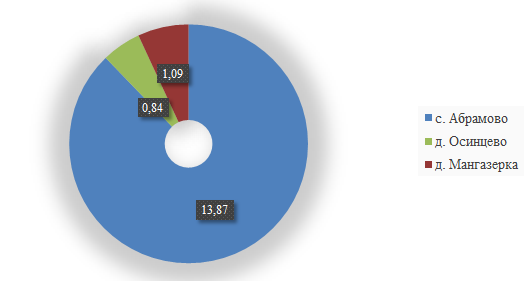 1,09
0,84
13,87
с. Абрамово
д. Осинцево
д. Мангазерка